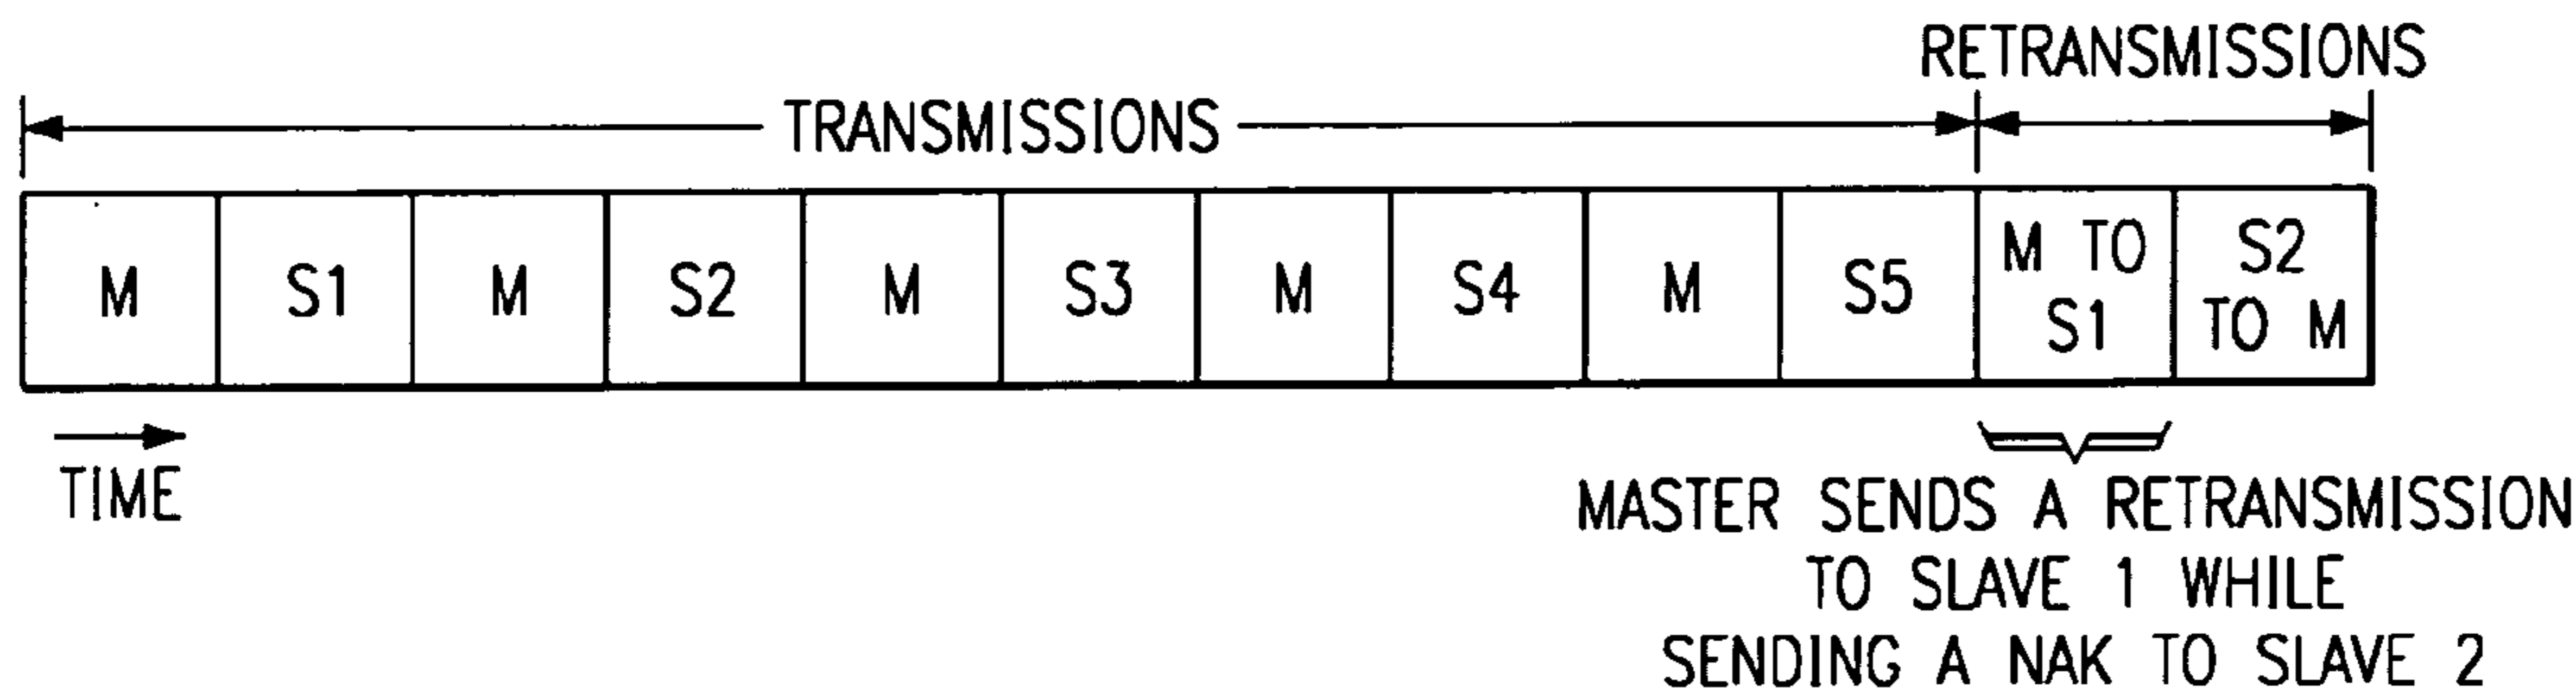 RETRANSMISSIONS
TRANSMISSIONS
M S1 M S2 M S3 M S4 M S5
M TO
S1
S2
TO M
TIME
MASTER SENDS A RETRANSMISSION
TO SLAVE 1 WHILE
SENDING A NAK TO SLAVE 2